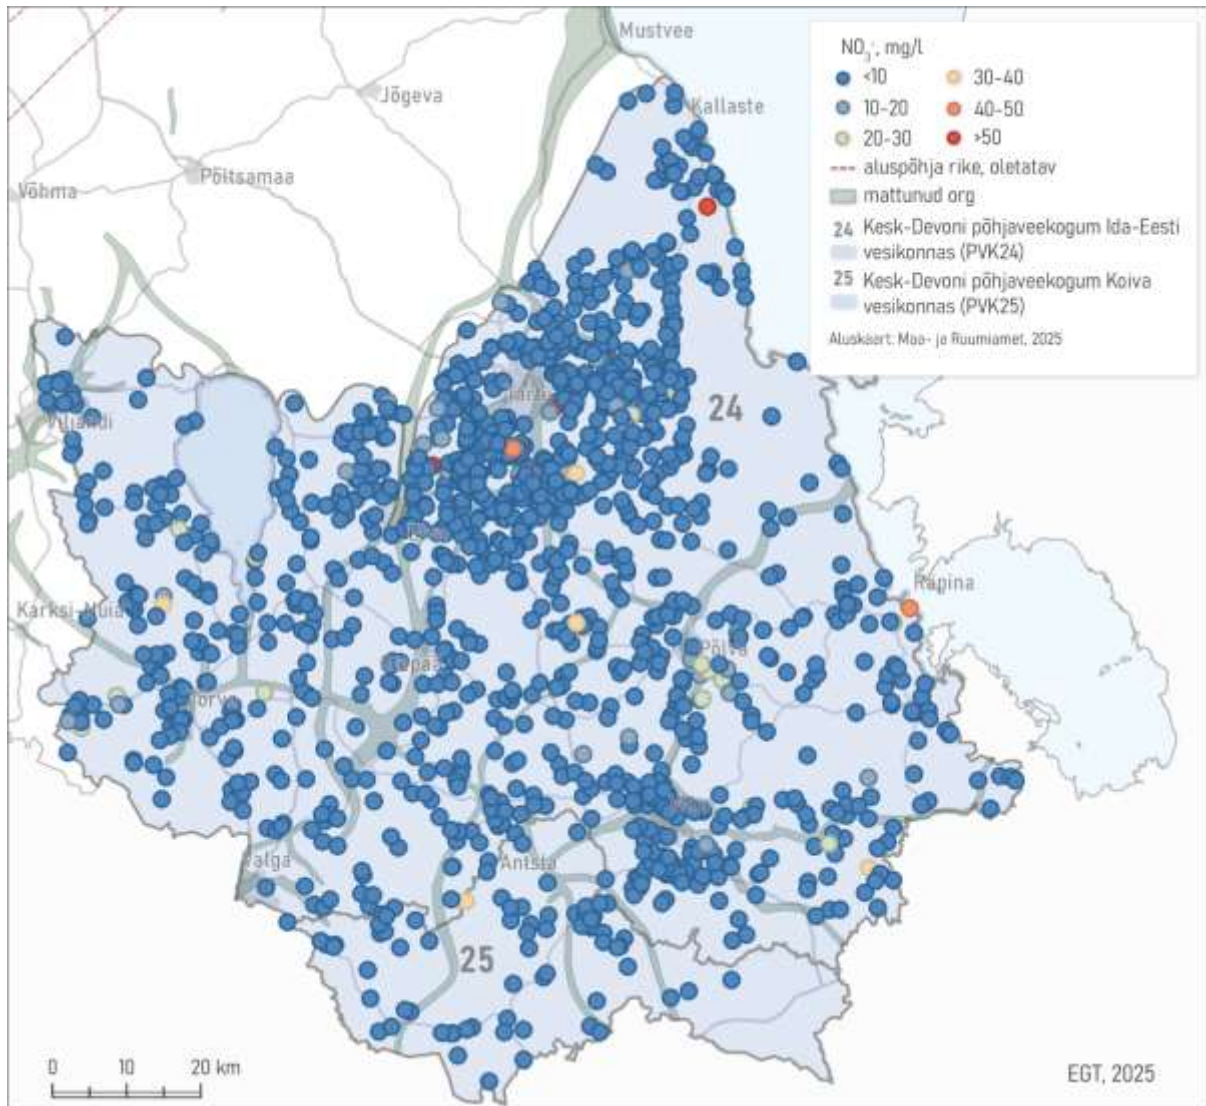 Mustvee
Jõgeva
Kallaste
Põltsamaa
Võhma
NO₃⁻, mg/l
<10
30-40
10-20
40-50
20-30
>50
aluspõhja rike, oletatav
mattunud org
24 Kesk-Devoni põhjaveekogum Ida-Eesti
vesikonnas (PVK24)
25 Kesk-Devoni põhjaveekogum Koiva
vesikonnas (PVK25)
Aluskaart: Maa- ja Ruumiamet, 2025
24
Viljandi
Räpina
Karksi-Nuia
Põlva
Valga
Antsla
25
0 10 20 km
EGT, 2025